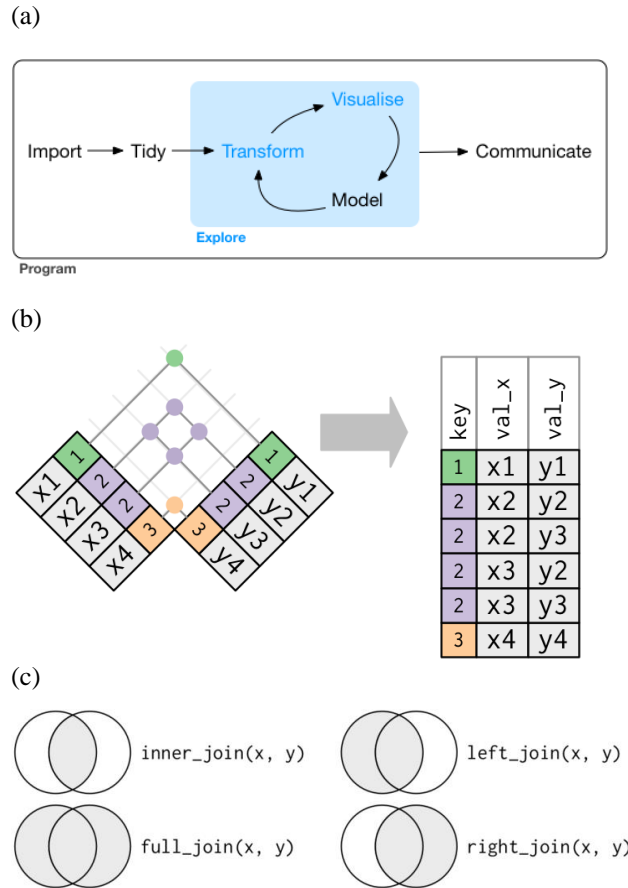 (a)
Visualise
Import Tidy Transform Communicate
Model
Explore
Program
(b)
key val_x val_y
x1 1 1 y1
x2 2 2 y2
x3 2 2 y3
x4 3 3 y4
1 x1 y1
2 x2 y2
2 x2 y3
2 x3 y2
2 x3 y3
3 x4 y4
(c)
inner_join(x, y) left_join(x, y)
full_join(x, y) right_join(x, y)